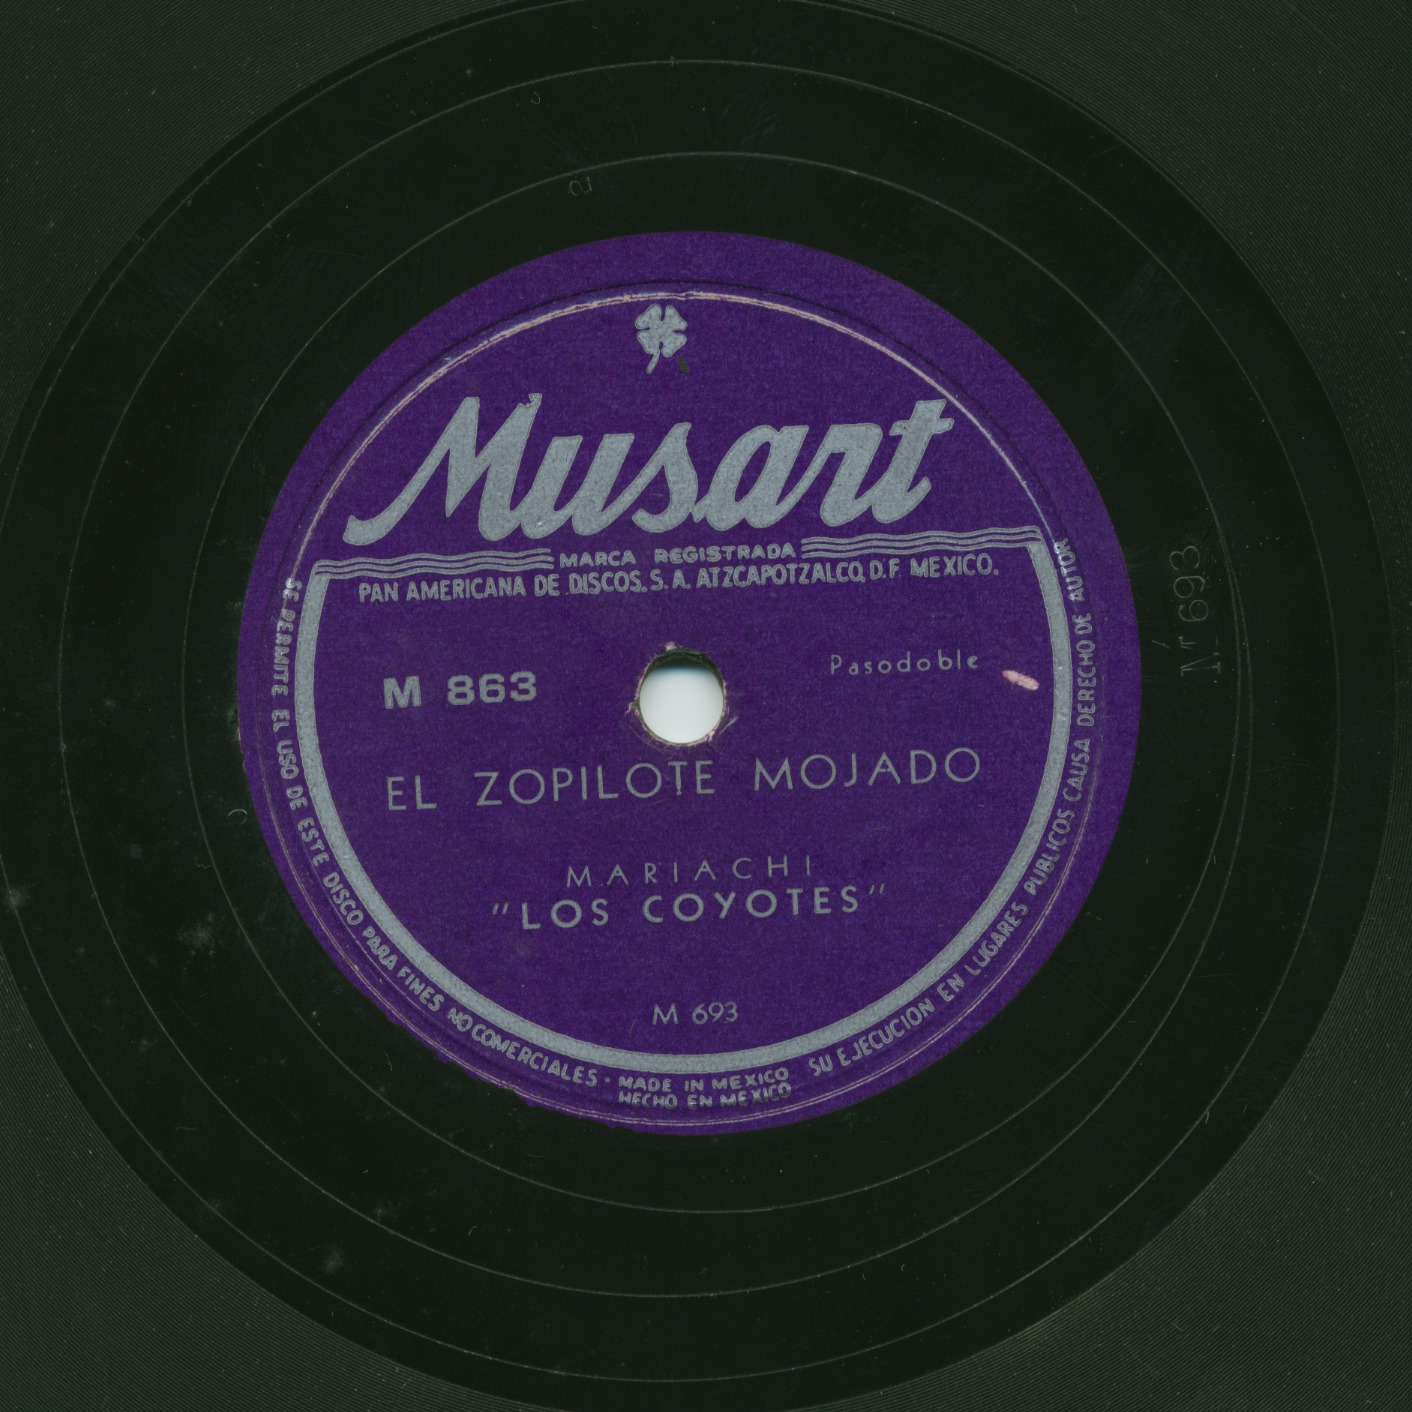 Musart
MARCA REGISTRADA
PAN AMERICANA DE DISCOS, S. A. ATZCAPOTZALCO, D.F. MEXICO.
M 863
Pasodoble
EL ZOPILOTE MOJADO
MARIACHI
"LOS COYOTES"
M 693
SE PERMITE EL USO DE ESTE DISCO PARA FINES NO COMERCIALES · MADE IN MEXICO
HECHO EN MEXICO
SU EJECUCION EN LUGARES PUBLICOS CAUSA DERECHO DE AUTOR
M 693
2